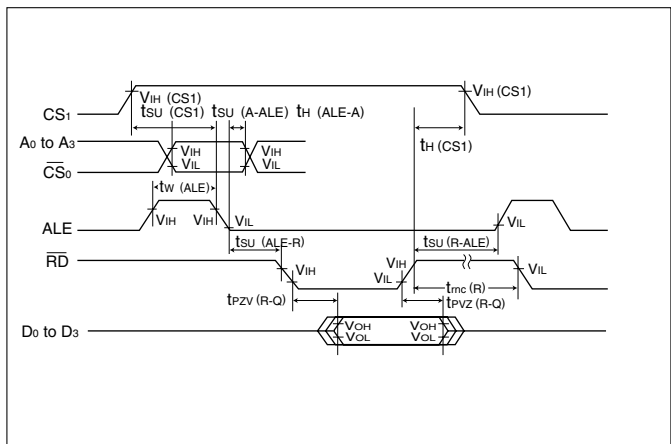 VIH (CS1)
VIH (CS1)
tSU (CS1) tSU (A-ALE) tH (ALE-A)
CS1
tH (CS1)
A0 to A3
CS0
VIH
VIL
VIH
VIL
tW (ALE)
ALE
VIH
VIH
VIL
VIL
tSU (ALE-R)
tSU (R-ALE)
RD
VIH
VIH
VIL
VIL
tPZV (R-Q)
trnc (R)
tPVZ (R-Q)
D0 to D3
VOH
VOL
VOH
VOL